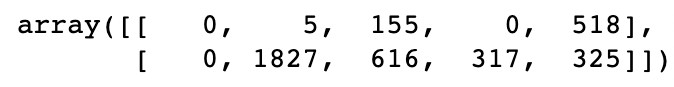 array([[   0,    5,  155,    0,  518],
       [   0, 1827,  616,  317,  325]])